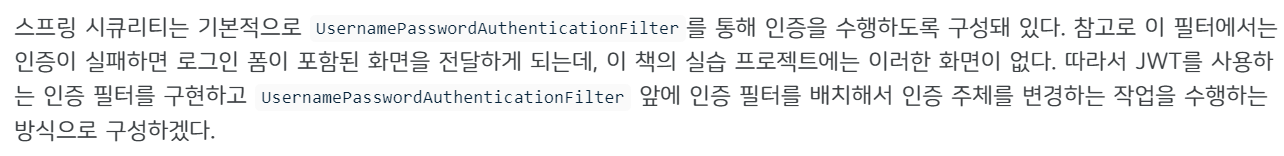 스프링 시큐리티는 기본적으로 UsernamePasswordAuthenticationFilter 를 통해 인증을 수행하도록 구성돼 있다. 참고로 이 필터에서는
인증이 실패하면 로그인 폼이 포함된 화면을 전달하게 되는데, 이 책의 실습 프로젝트에는 이러한 화면이 없다. 따라서 JWT를 사용하
는 인증 필터를 구현하고 UsernamePasswordAuthenticationFilter 앞에 인증 필터를 배치해서 인증 주체를 변경하는 작업을 수행하는
방식으로 구성하겠다.